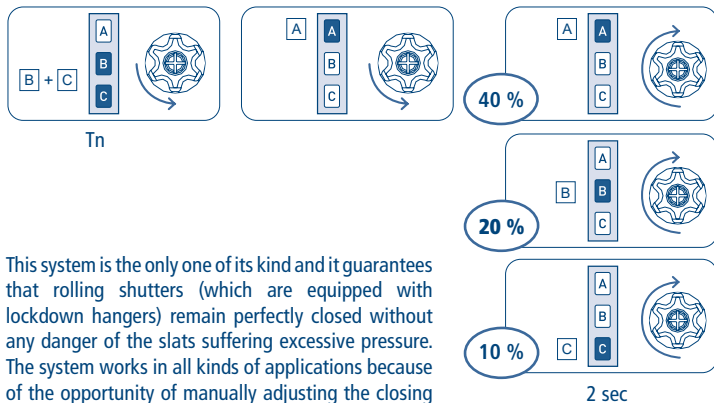 A
B
C
B + C
Tn
A
A
B
C
A
A
B
C
40 %
B
A
B
C
20 %
C
A
B
C
10 %
2 sec
This system is the only one of its kind and it guarantees
that rolling shutters (which are equipped with
lockdown hangers) remain perfectly closed without
any danger of the slats suffering excessive pressure.
The system works in all kinds of applications because
of the opportunity of manually adjusting the closing